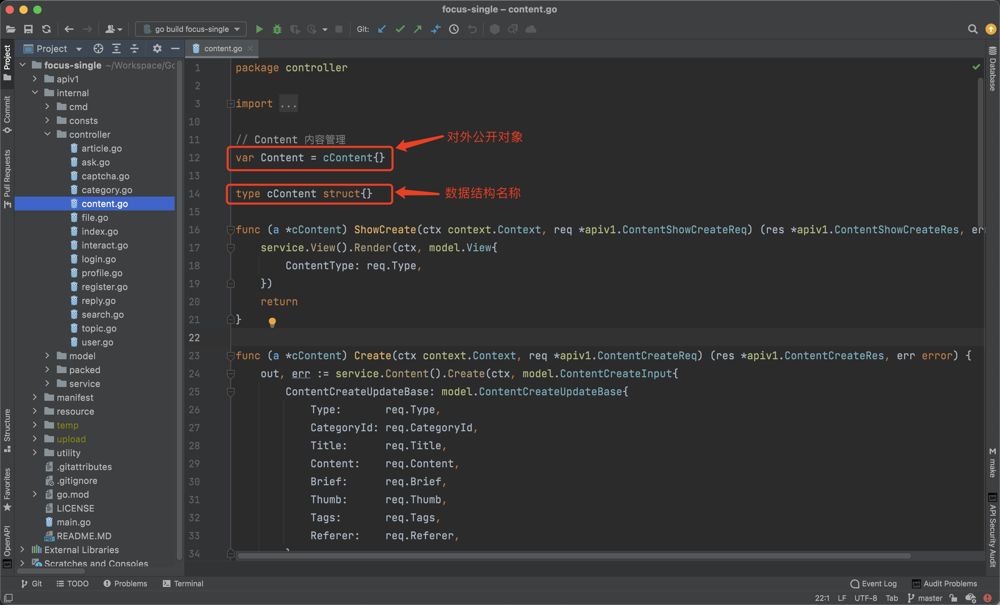 focus-single – content.go
go build focus-single
Git:
Project
content.go
Project
Commit
Pull Requests
Structure
Favorites
OpenAPI
focus-single ~/Workspace/Go
apiv1
internal
cmd
consts
controller
article.go
ask.go
captcha.go
category.go
content.go
file.go
index.go
interact.go
login.go
profile.go
register.go
reply.go
search.go
topic.go
user.go
model
packed
service
manifest
resource
temp
upload
utility
.gitattributes
.gitignore
go.mod
LICENSE
main.go
README.MD
External Libraries
Scratches and Consoles
1 package controller
2
3 import ...
10
11 // Content 内容管理
对外公开对象
12 var Content = cContent{}
13
14 type cContent struct{}
数据结构名称
15
16 func (a *cContent) ShowCreate(ctx context.Context, req *apiv1.ContentShowCreateReq) (res *apiv1.ContentShowCreateRes, err
17 service.View().Render(ctx, model.View{
18 ContentType: req.Type,
19 })
20 return
21 }
22
23 func (a *cContent) Create(ctx context.Context, req *apiv1.ContentCreateReq) (res *apiv1.ContentCreateRes, err error) {
24 out, err := service.Content().Create(ctx, model.ContentCreateInput{
25 ContentCreateUpdateBase: model.ContentCreateUpdateBase{
26 Type: req.Type,
27 CategoryId: req.CategoryId,
28 Title: req.Title,
29 Content: req.Content,
30 Brief: req.Brief,
31 Thumb: req.Thumb,
32 Tags: req.Tags,
33 Referer: req.Referer,
34
Database
make
API Security Audit
Git
TODO
Problems
Terminal
Event Log
Audit Problems
22:1 LF UTF-8 Tab master